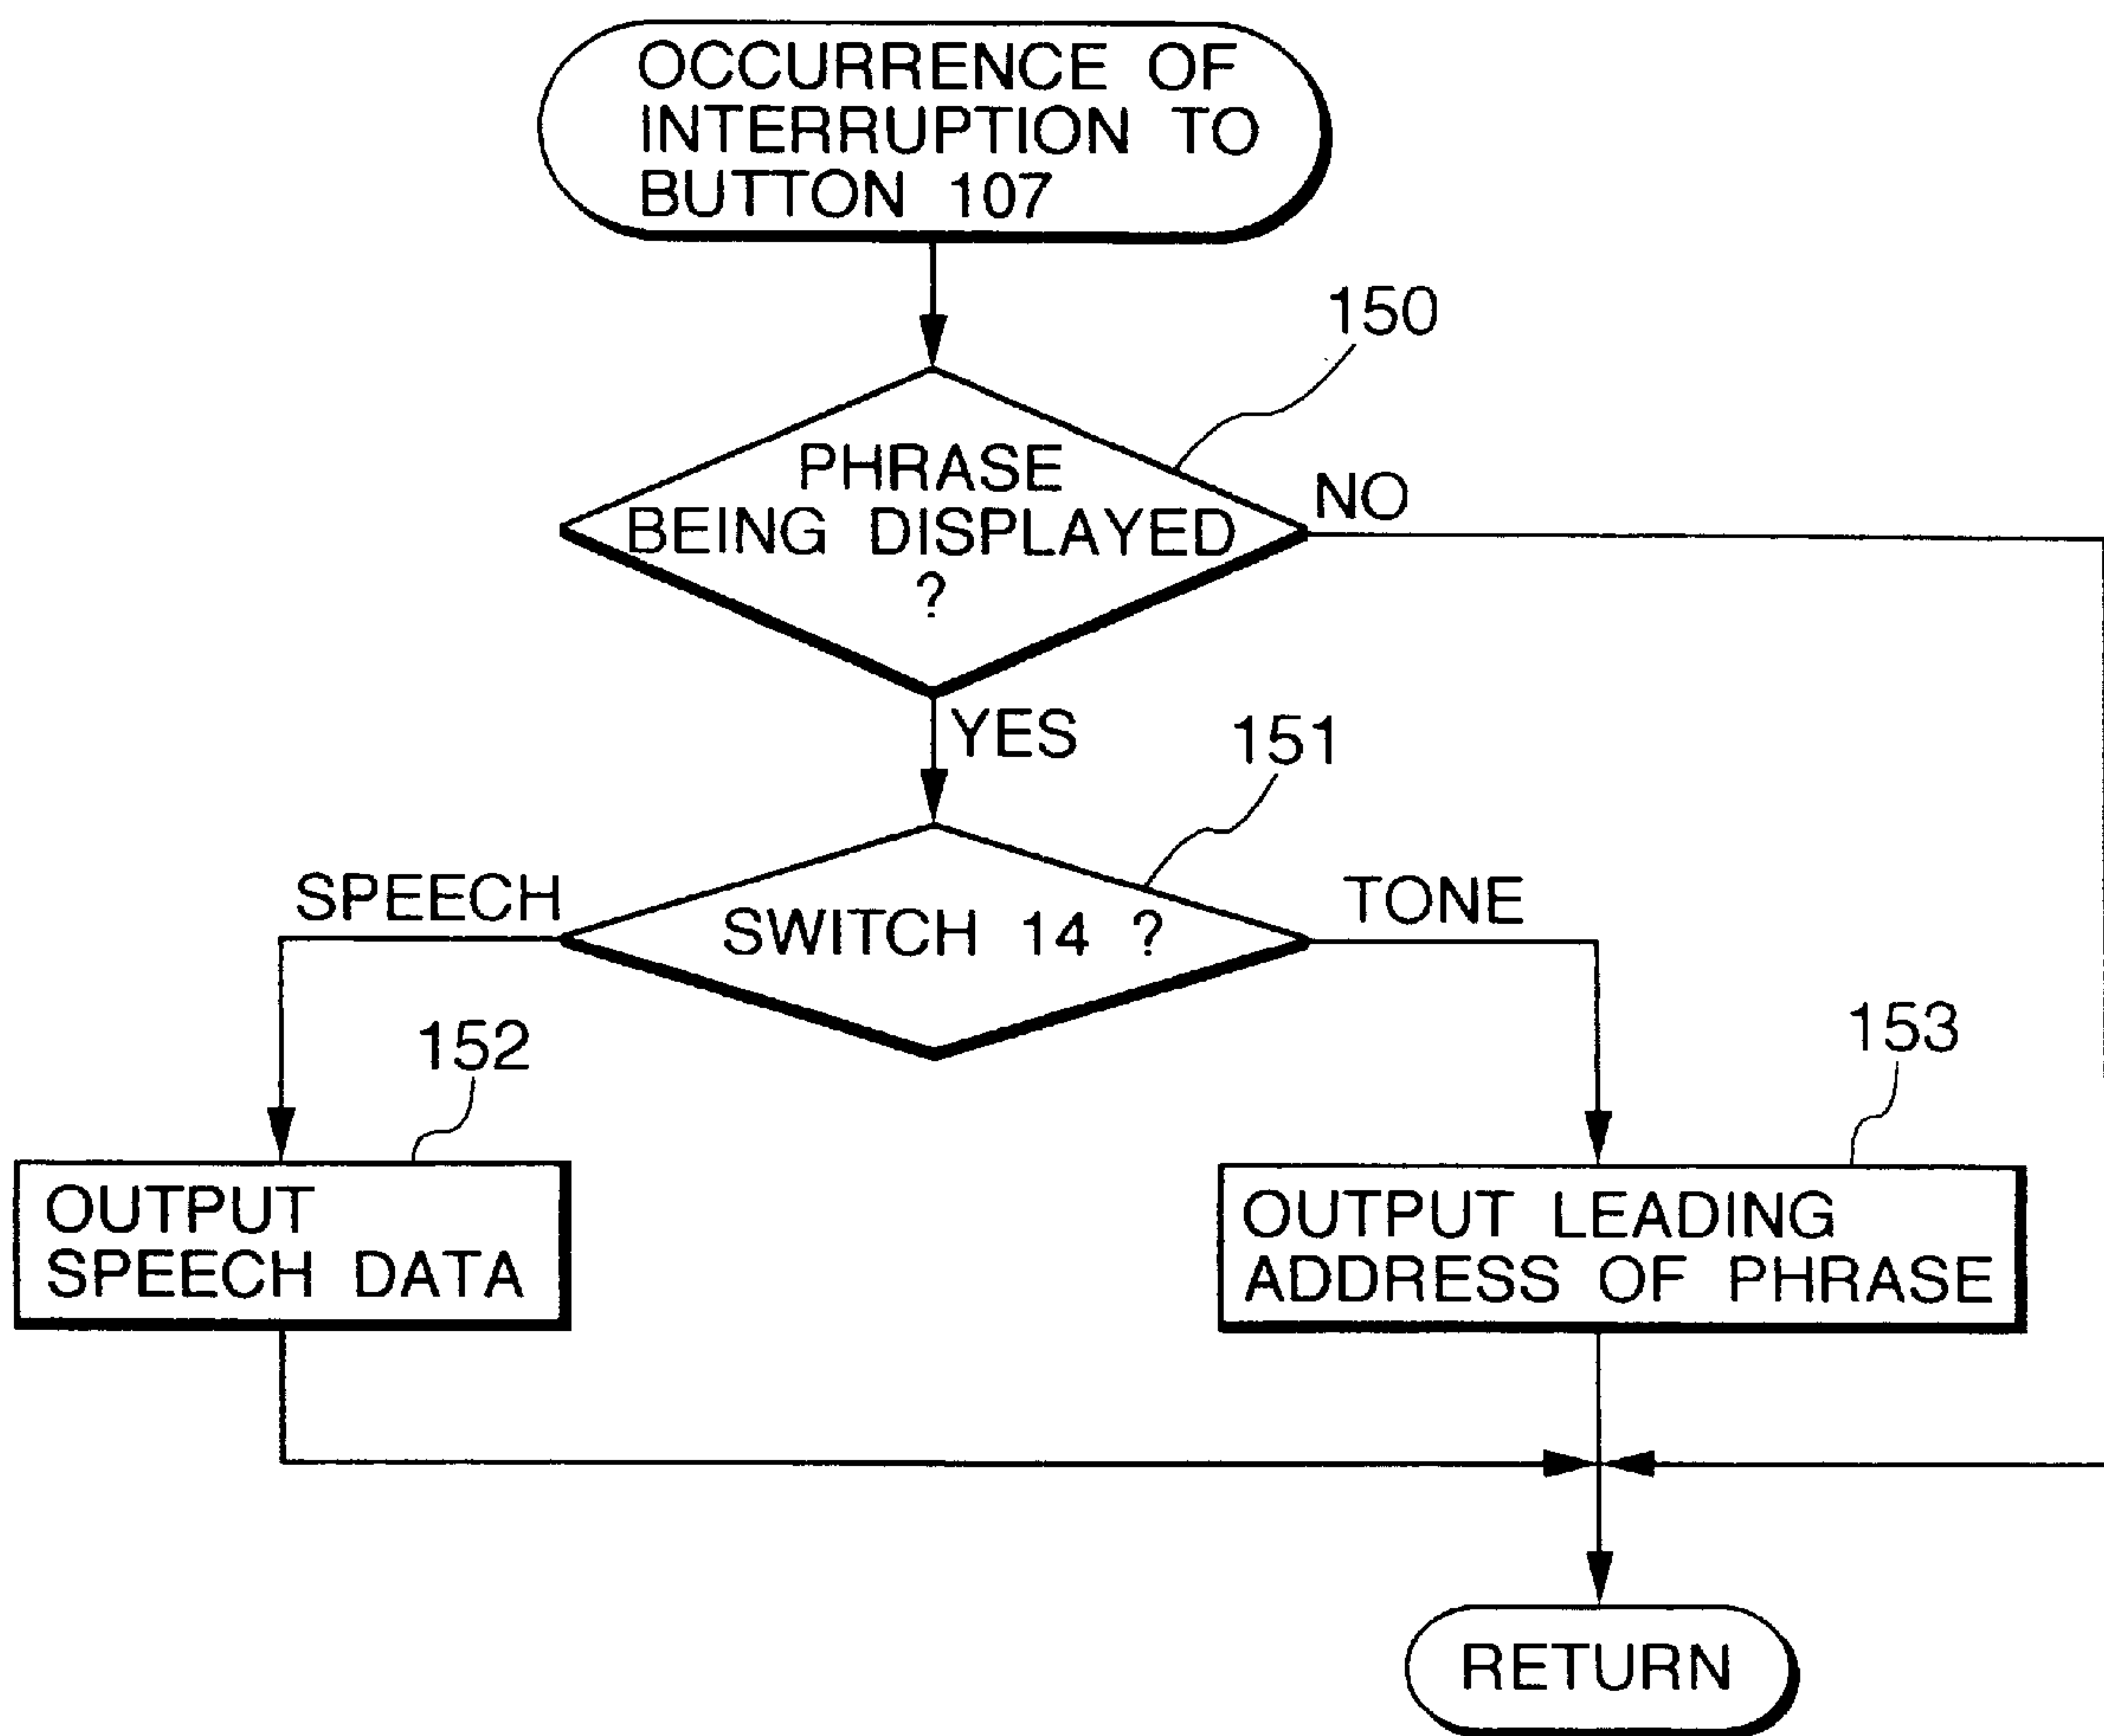 OCCURRENCE OF
INTERRUPTION TO
BUTTON 107
150
PHRASE
BEING DISPLAYED
?
NO
YES
151
SPEECH
SWITCH 14 ?
TONE
152
153
OUTPUT
SPEECH DATA
OUTPUT LEADING
ADDRESS OF PHRASE
RETURN